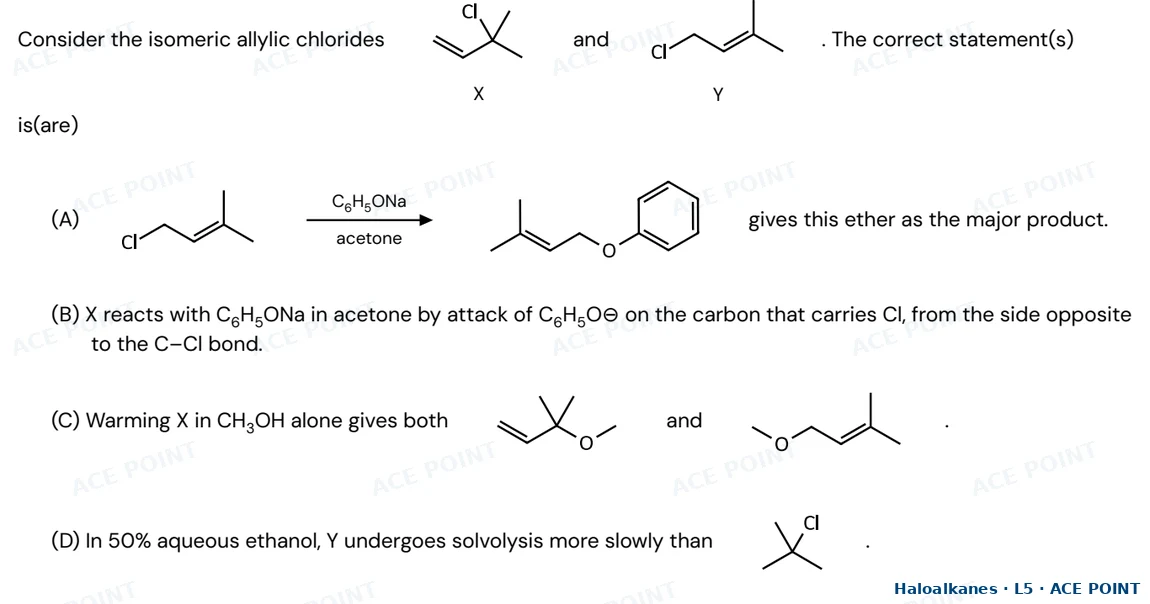 Consider the isomeric allylic chlorides Cl and Cl . The correct statement(s)
X Y
is(are)
(A) Cl C₆H₅ONa acetone O gives this ether as the major product.
(B) X reacts with C₆H₅ONa in acetone by attack of C₆H₅O⊖ on the carbon that carries Cl, from the side opposite
to the C–Cl bond.
(C) Warming X in CH₃OH alone gives both O and O .
(D) In 50% aqueous ethanol, Y undergoes solvolysis more slowly than Cl .
Haloalkanes · L5 · ACE POINT